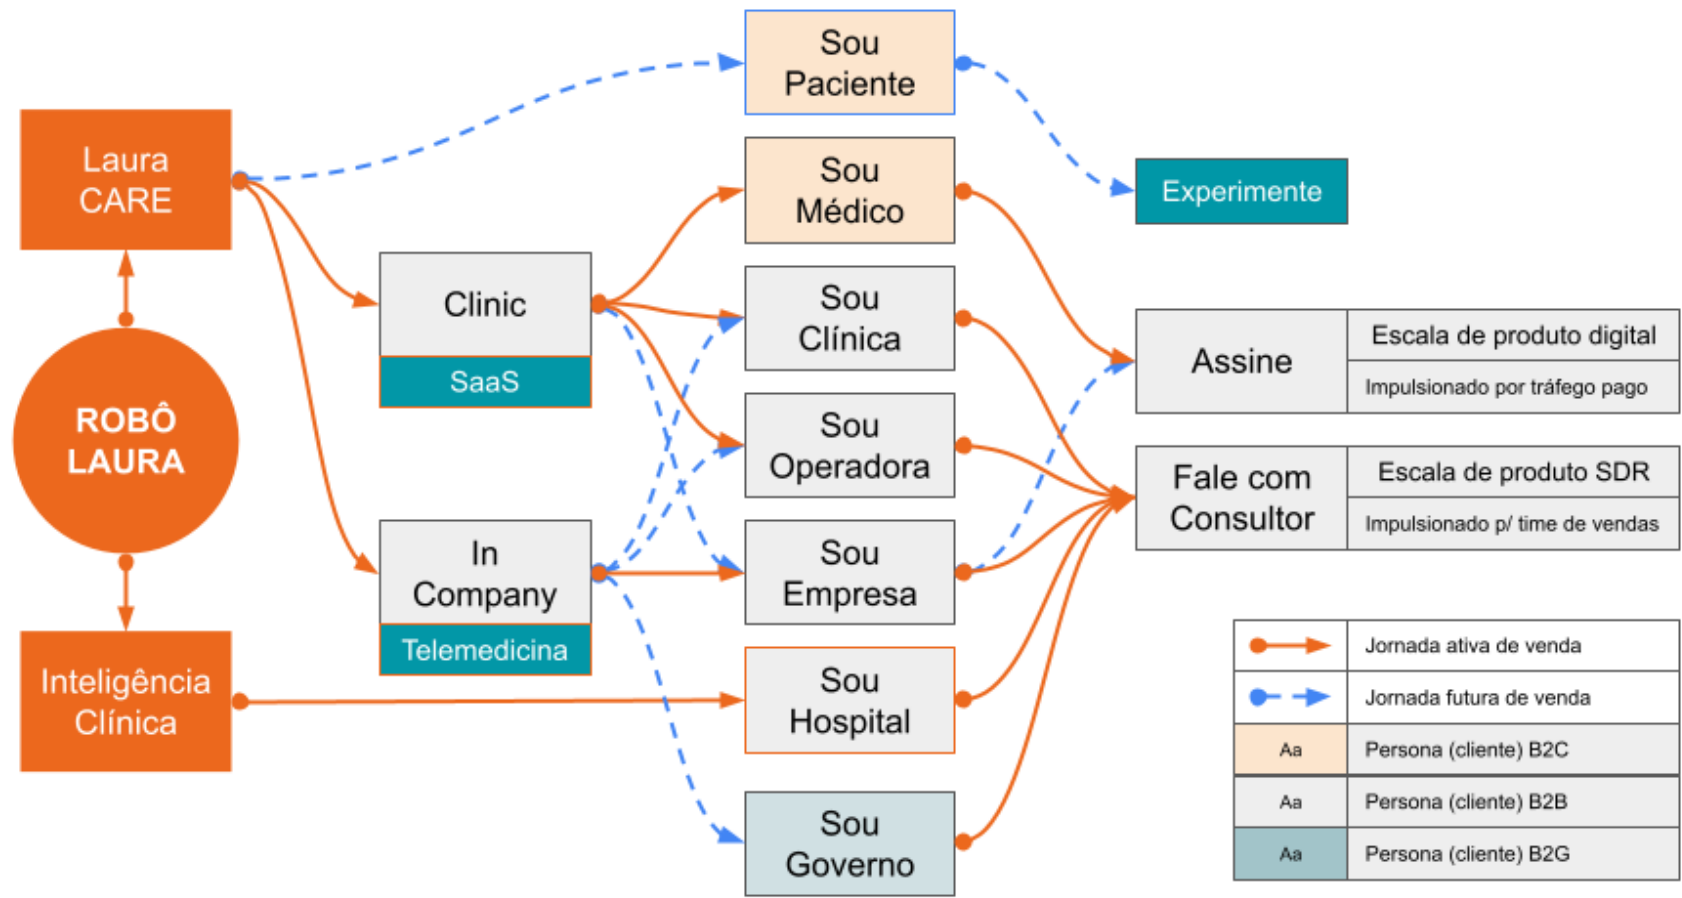 Laura
CARE
ROBÔ
LAURA
Inteligência
Clínica
Clinic
SaaS
In
Company
Telemedicina
Sou
Paciente
Sou
Médico
Sou
Clínica
Sou
Operadora
Sou
Empresa
Sou
Hospital
Sou
Governo
Experimente
Assine
Escala de produto digital
Impulsionado por tráfego pago
Fale com
Consultor
Escala de produto SDR
Impulsionado p/ time de vendas
Jornada ativa de venda
Jornada futura de venda
Aa Persona (cliente) B2C
Aa Persona (cliente) B2B
Aa Persona (cliente) B2G